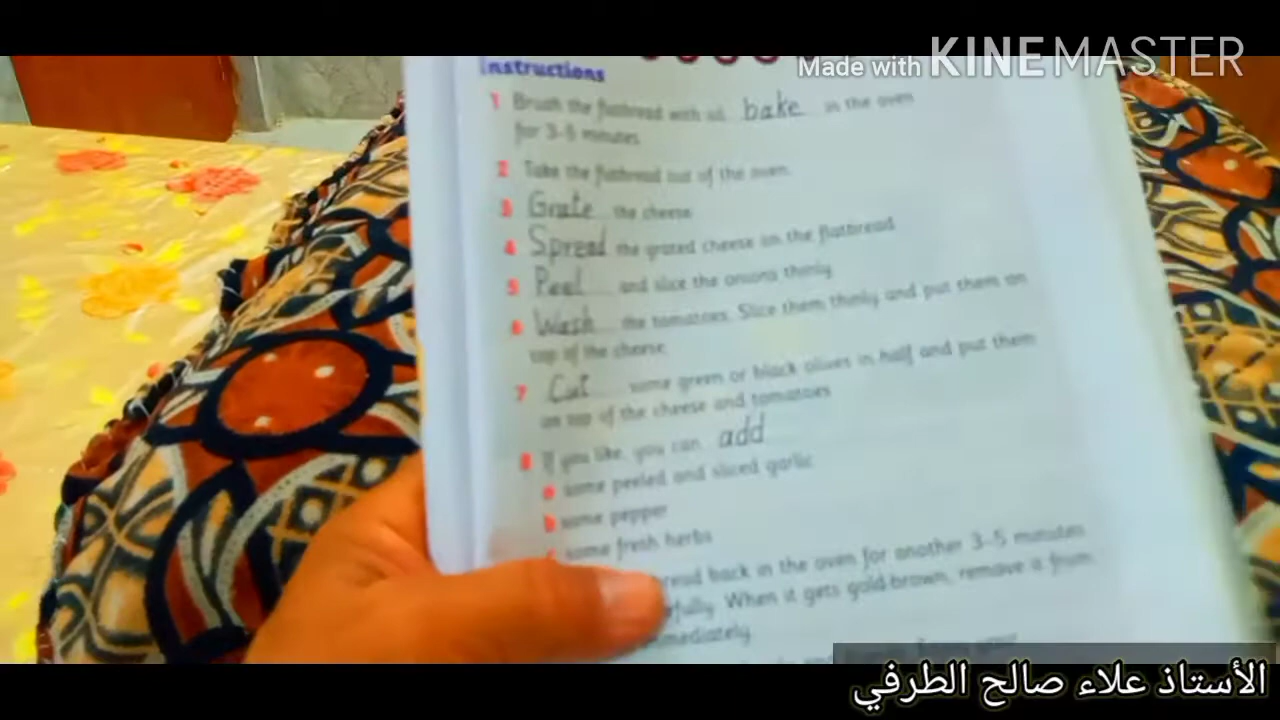 Made with KINEMASTER
Instructions
1 Brush the flatbread with oil. bake in the oven
for 3-5 minutes.
2 Take the flatbread out of the oven.
3 Grate the cheese.
4 Spread the grated cheese on the flatbread.
5 Peel and slice the onions thinly.
6 Wash the tomatoes. Slice them thinly and put them on
top of the cheese.
7 Cut some green or black olives in half and put them
on top of the cheese and tomatoes.
8 If you like, you can add
a some peeled and sliced garlic
b some pepper
some fresh herbs
back in the oven for another 3-5 minutes
When it gets gold-brown, remove it from
الأستاذ علاء صالح الطرفي